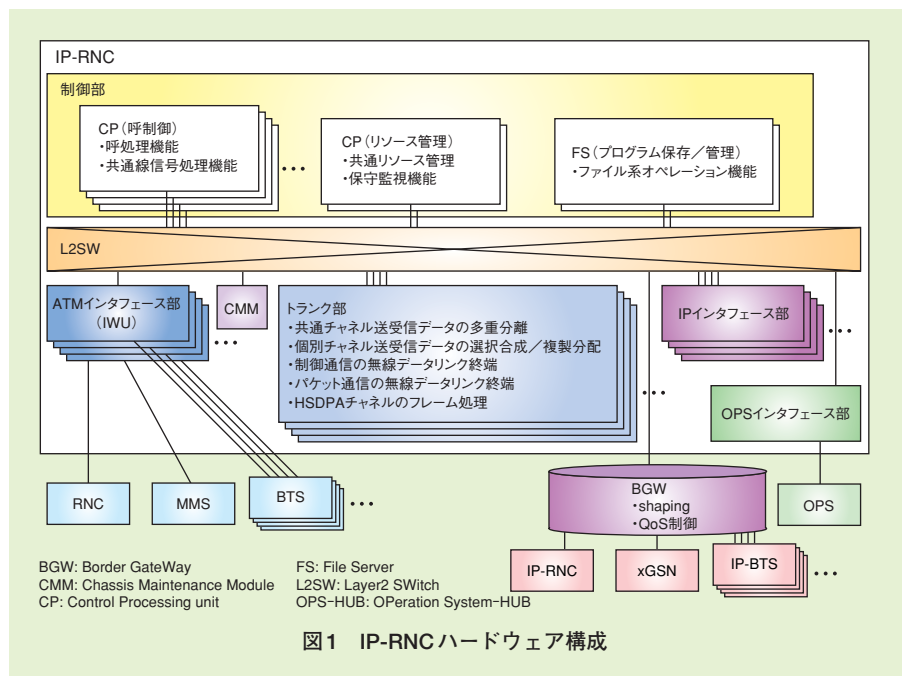 IP-RNC
制御部
CP(呼制御)
・呼処理機能
・共通線信号処理機能
…
CP(リソース管理)
・共通リソース管理
・保守監視機能
FS(プログラム保存/管理)
・ファイル系オペレーション機能
L2SW
ATMインタフェース部
(IWU)
…
CMM
トランク部
・共通チャネル送受信データの多重分離
・個別チャネル送受信データの選択合成/複製分配
・制御通信の無線データリンク終端
・パケット通信の無線データリンク終端
・HSDPAチャネルのフレーム処理
…
IPインタフェース部
…
OPSインタフェース部
RNC
MMS
BTS
…
BGW
・shaping
・QoS制御
OPS
IP-RNC
xGSN
IP-BTS
…
BGW: Border GateWay
CMM: Chassis Maintenance Module
CP: Control Processing unit
FS: File Server
L2SW: Layer2 SWitch
OPS-HUB: OPeration System-HUB
図1 IP-RNCハードウェア構成